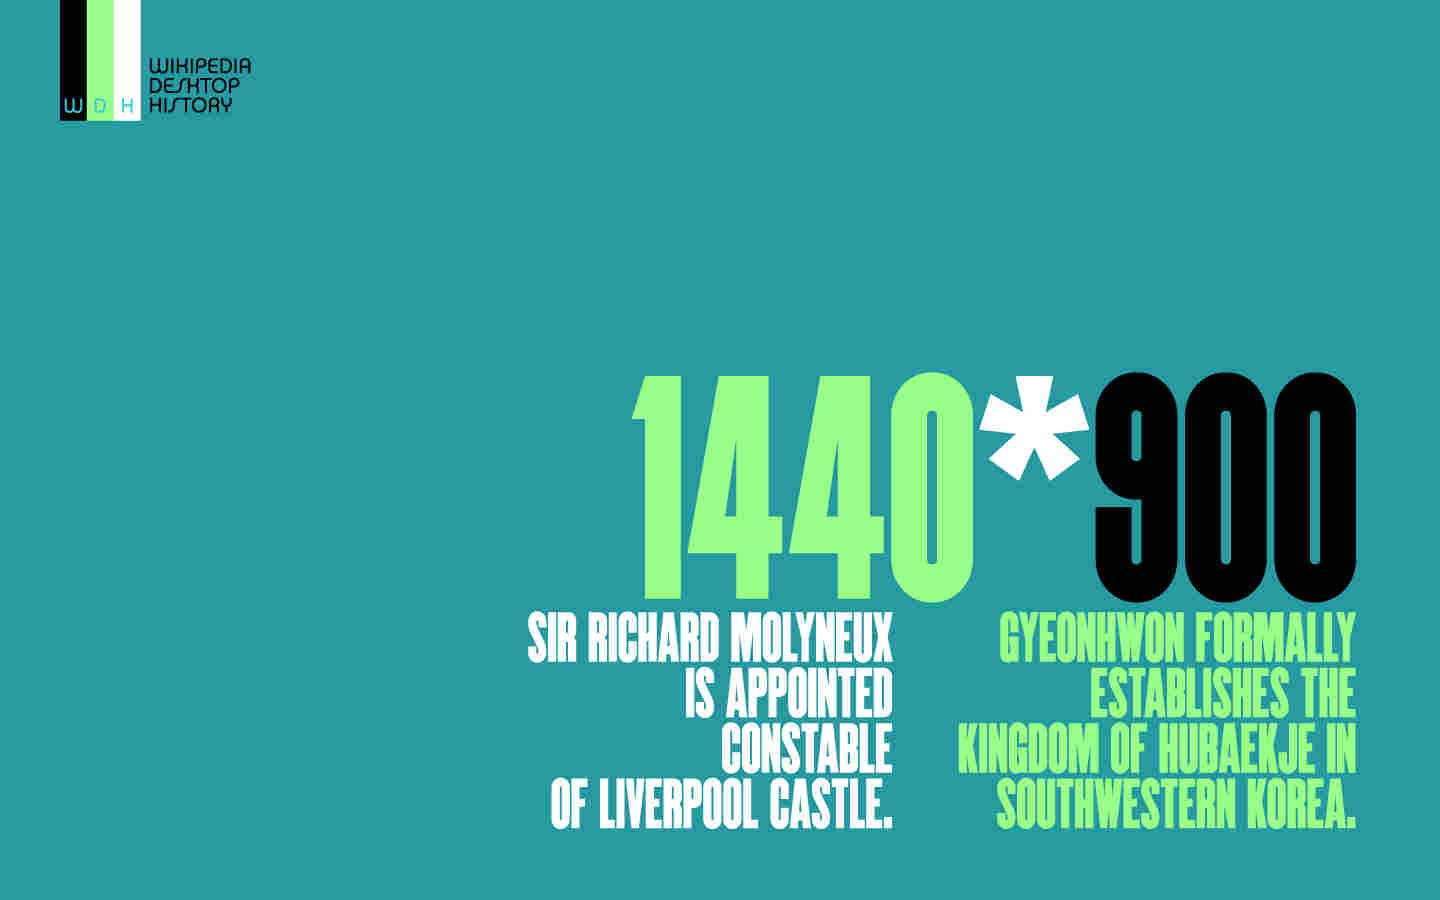 W D H
WIKIPEDIA
DESKTOP
HISTORY
1440*900
SIR RICHARD MOLYNEUX
IS APPOINTED
CONSTABLE
OF LIVERPOOL CASTLE.
GYEONHWON FORMALLY
ESTABLISHES THE
KINGDOM OF HUBAEKJE IN
SOUTHWESTERN KOREA.